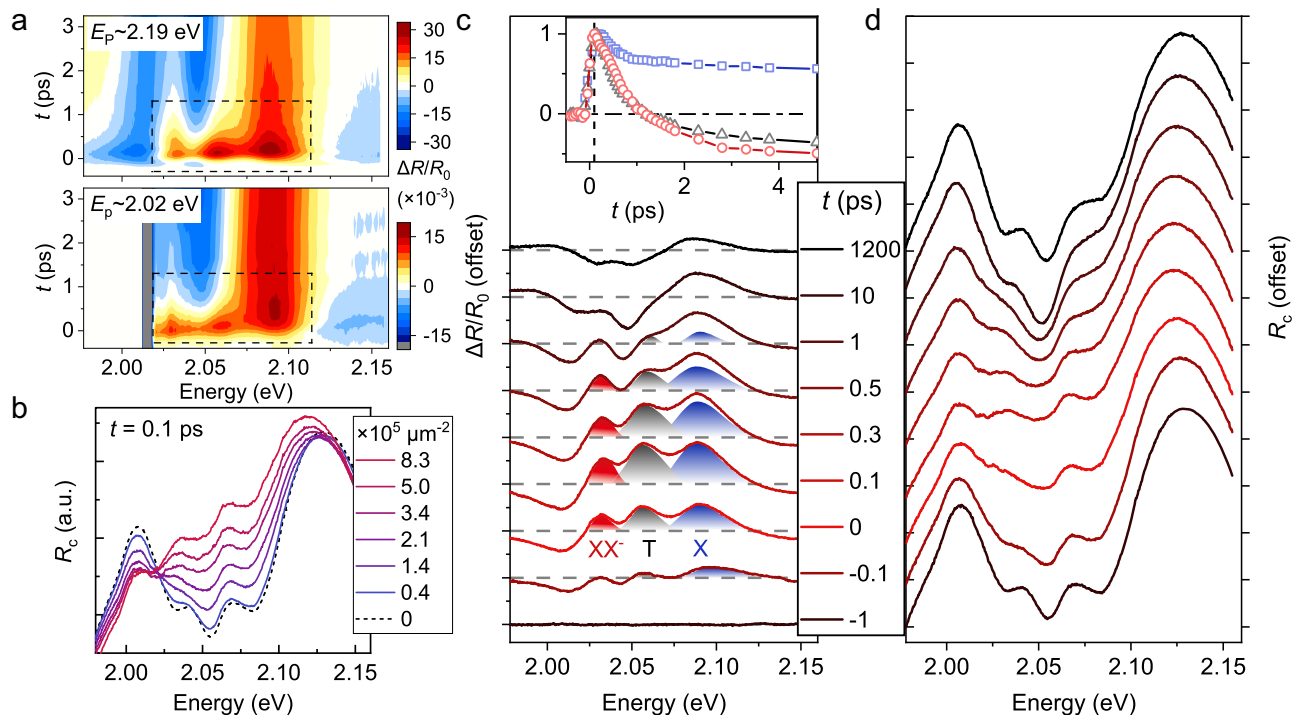 a
E_P~2.19 eV
3
2
1
0
t (ps)
30
15
0
-15
-30
ΔR/R_0
(×10⁻³)
E_p~2.02 eV
3
2
1
0
t (ps)
15
0
-15
2.00 2.05 2.10 2.15
Energy (eV)
b
t = 0.1 ps
×10⁵ μm⁻²
8.3
5.0
3.4
2.1
1.4
0.4
0
R_c (a.u.)
2.00 2.05 2.10 2.15
Energy (eV)
c
1
0
0 2 4
t (ps)
ΔR/R_0 (offset)
XX⁻ T X
2.00 2.05 2.10 2.15
Energy (eV)
t (ps)
1200
10
1
0.5
0.3
0.1
0
-0.1
-1
d
R_c (offset)
2.00 2.05 2.10 2.15
Energy (eV)